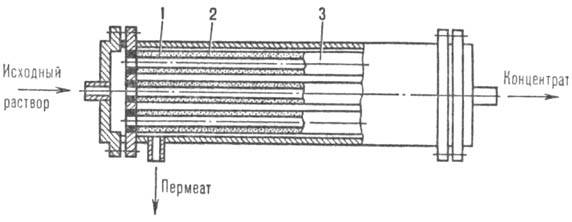 1 2 3
Исходный
раствор
Концентрат
Пермеат